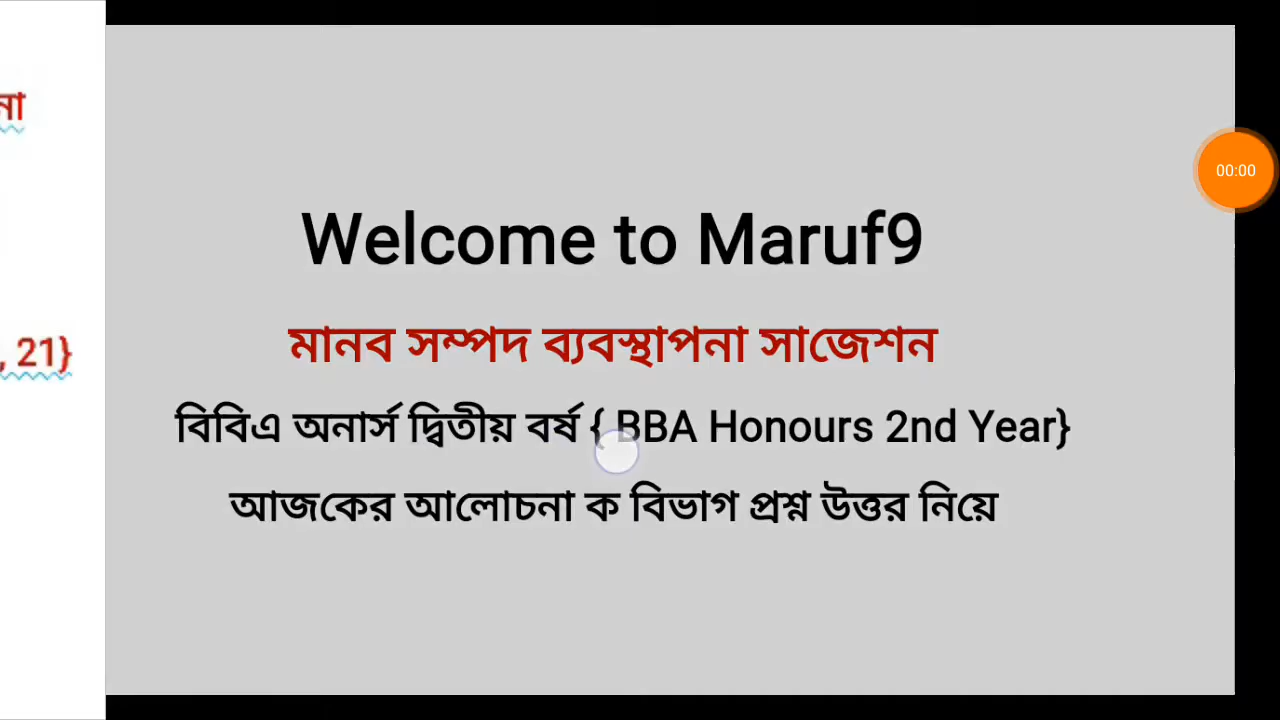 না
, 21}
00:00
Welcome to Maruf9
মানব সম্পদ ব্যবস্থাপনা সাজেশন
বিবিএ অনার্স দ্বিতীয় বর্ষ { BBA Honours 2nd Year}
আজকের আলোচনা ক বিভাগ প্রশ্ন উত্তর নিয়ে